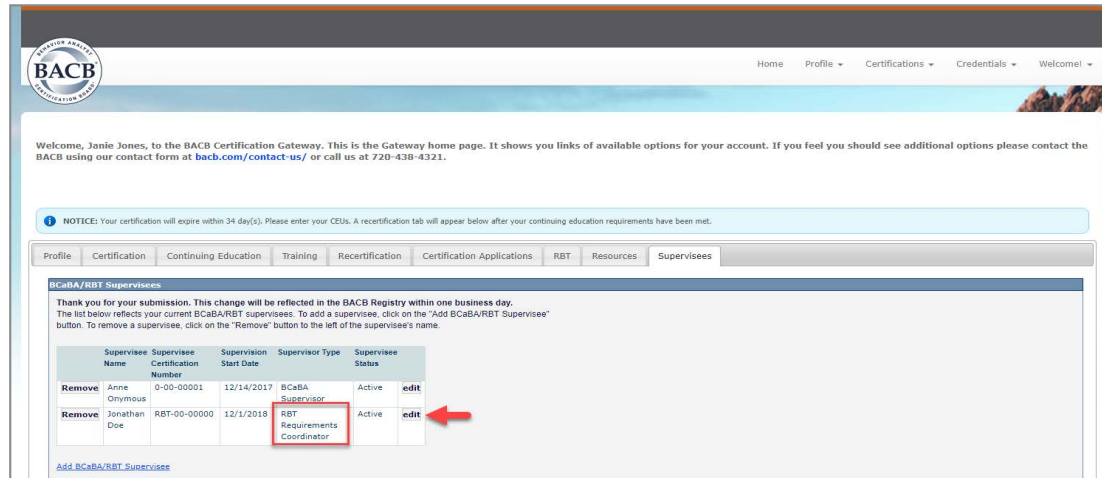 BEHAVIOR ANALYST
BACB
CERTIFICATION BOARD
Home Profile Certifications Credentials Welcome!
Welcome, Janie Jones, to the BACB Certification Gateway. This is the Gateway home page. It shows you links of available options for your account. If you feel you should see additional options please contact the
BACB using our contact form at bacb.com/contact-us/ or call us at 720-438-4321.
NOTICE: Your certification will expire within 34 day(s). Please enter your CEUs. A recertification tab will appear below after your continuing education requirements have been met.
Profile Certification Continuing Education Training Recertification Certification Applications RBT Resources Supervisees
BCaBA/RBT Supervisees
Thank you for your submission. This change will be reflected in the BACB Registry within one business day.
The list below reflects your current BCaBA/RBT supervisees. To add a supervisee, click on the "Add BCaBA/RBT Supervisee"
button. To remove a supervisee, click on the "Remove" button to the left of the supervisee's name.
Supervisee Supervisee Supervision Supervisor Type Supervisee
Name Certification Start Date Status
Number
Remove Anne 0-00-00001 12/14/2017 BCaBA Active edit
Onymous Supervisor
Remove Jonathan RBT-00-00000 12/1/2018 RBT Active edit
Doe Requirements
Coordinator
Add BCaBA/RBT Supervisee